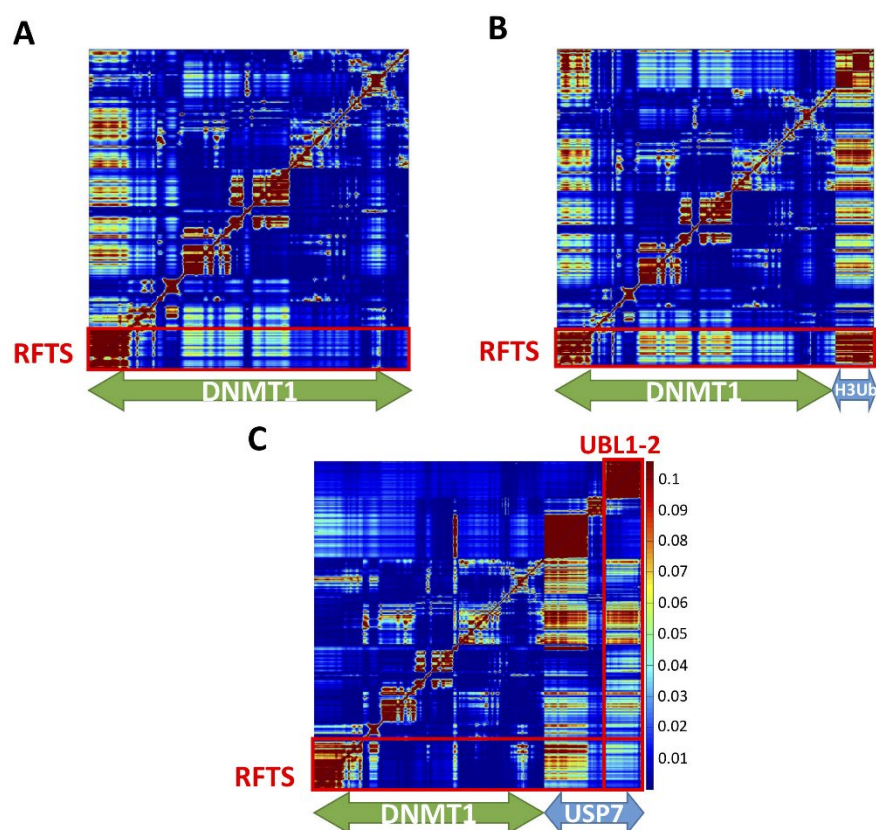 A
B
RFTS
RFTS
DNMT1
DNMT1
H3Ub
C
UBL1-2
0.1
0.09
0.08
0.07
0.06
0.05
0.04
0.03
0.02
0.01
RFTS
DNMT1
USP7